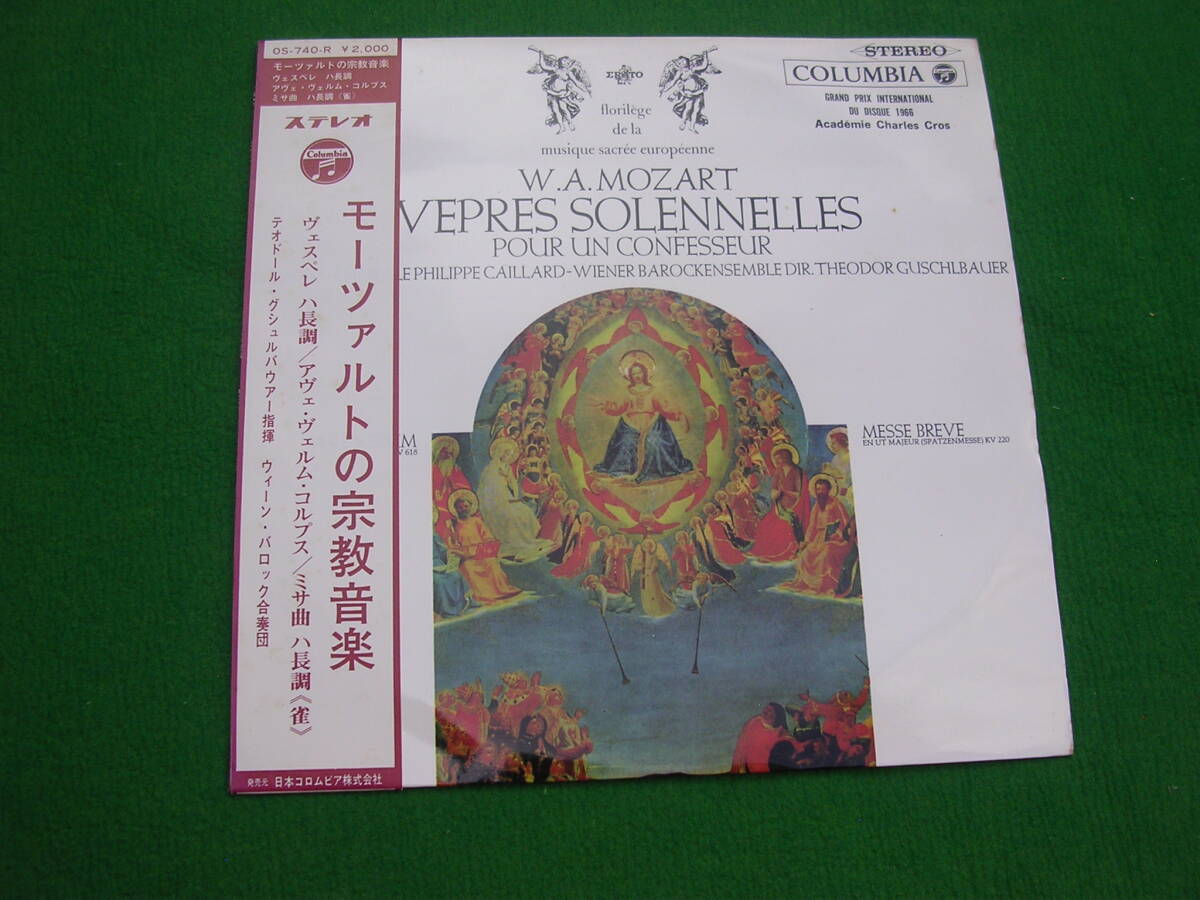 OS-740-R ¥2,000
モーツァルトの宗教音楽
ヴェスペレ ハ長調
アヴェ・ヴェルム・コルプス
ミサ曲 ハ長調(雀)
ステレオ
Columbia
モーツァルトの宗教音楽
ヴェスペレ ハ長調/アヴェ・ヴェルム・コルプス/ミサ曲 ハ長調《雀》
テオドール・グシュルバウアー指揮 ウィーン・バロック合奏団
発売元 日本コロムビア株式会社
ERATO
florilège
de la
musique sacrée européenne
STEREO
COLUMBIA
GRAND PRIX INTERNATIONAL
DU DISQUE 1966
Académie Charles Cros
W.A.MOZART
VEPRES SOLENNELLES
POUR UN CONFESSEUR
LE PHILIPPE CAILLARD-WIENER BAROCKENSEMBLE DIR. THEODOR GUSCHLBAUER
UM
V 618
MESSE BREVE
EN UT MAJEUR (SPATZENMESSE) KV 220